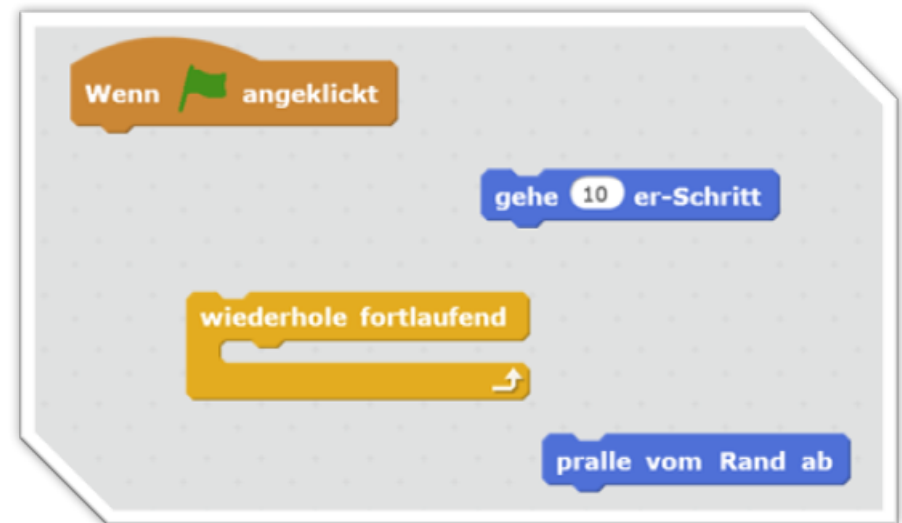 Wenn angeklickt
gehe 10 er-Schritt
wiederhole fortlaufend
pralle vom Rand ab